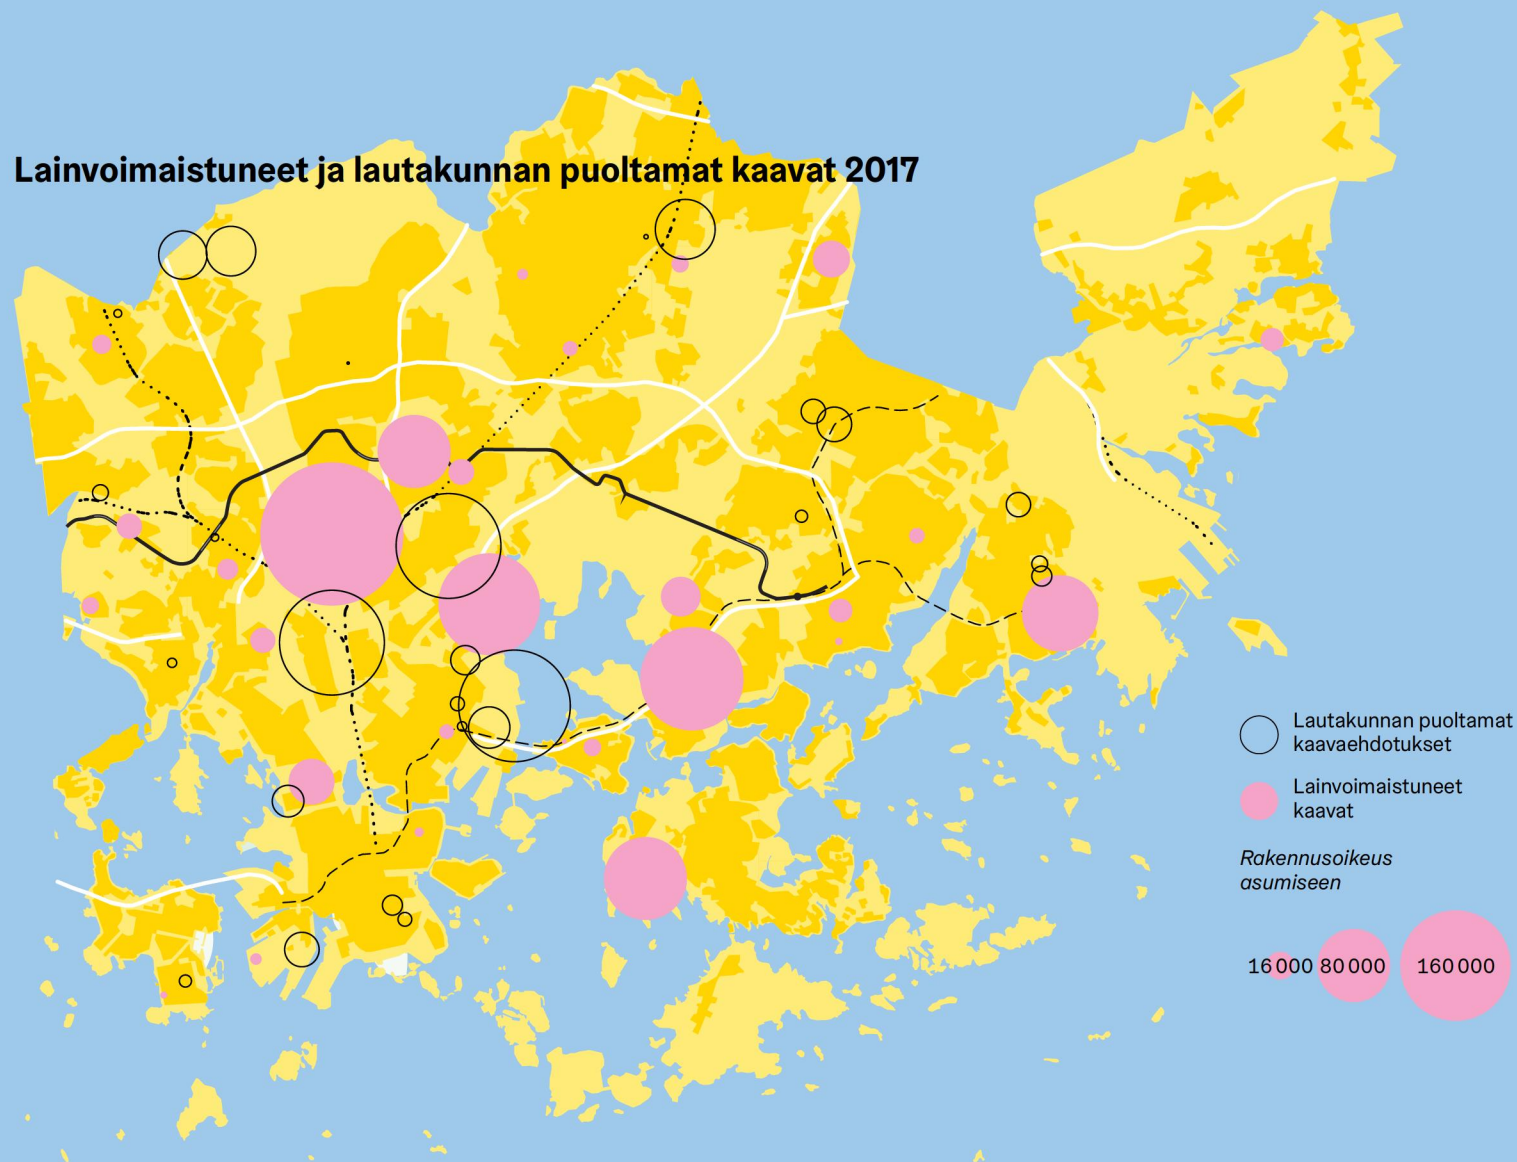 Lainvoimaistuneet ja lautakunnan puoltamat kaavat 2017
Lautakunnan puoltamat
kaavaehdotukset
Lainvoimaistuneet
kaavat
Rakennusoikeus
asumiseen
16 000 80 000 160 000